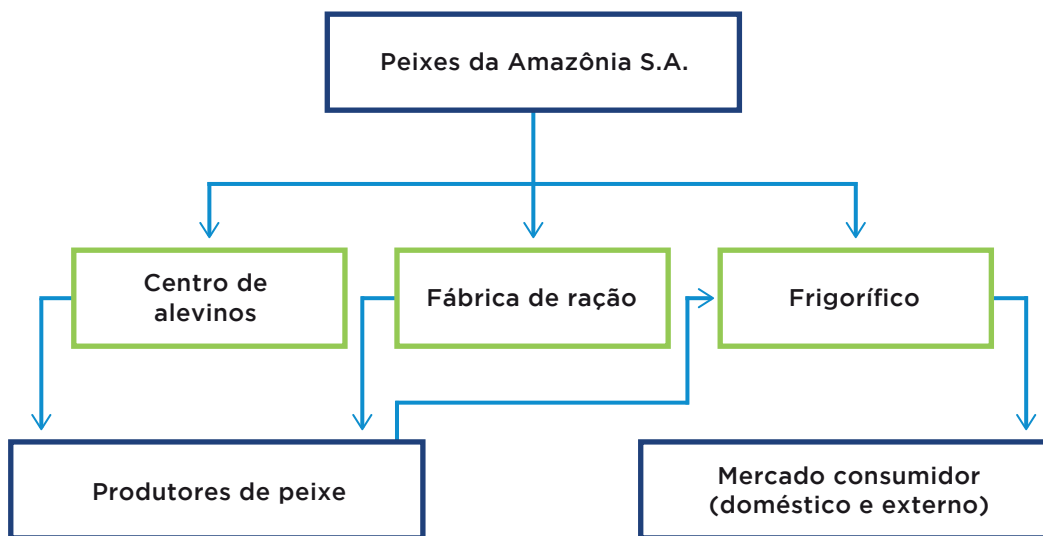 Peixes da Amazônia S.A.
Centro de
alevinos
Fábrica de ração
Frigorífico
Produtores de peixe
Mercado consumidor
(doméstico e externo)